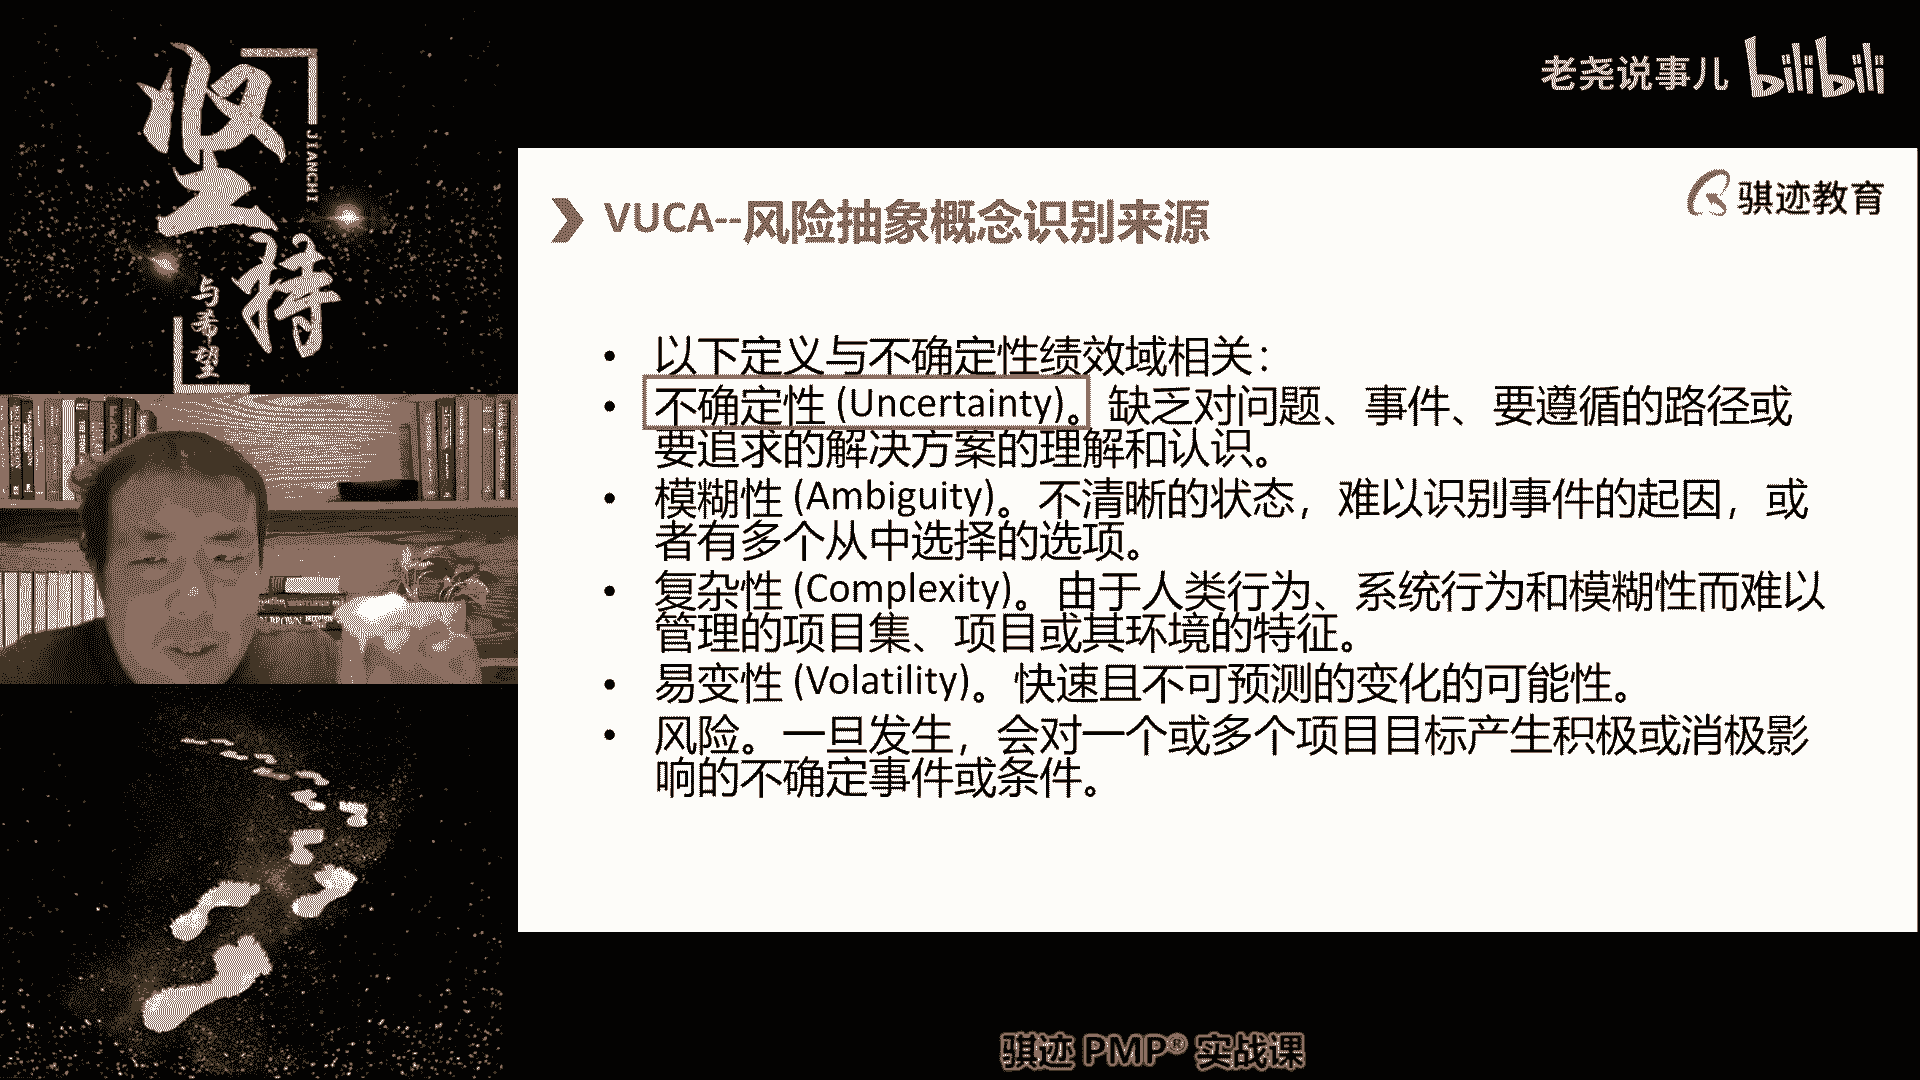 坚持
JIANCHI
与希望
老尧说事儿 bilibili
骐迹教育
VUCA--风险抽象概念识别来源
• 以下定义与不确定性绩效域相关：
• 不确定性 (Uncertainty)。缺乏对问题、事件、要遵循的路径或
要追求的解决方案的理解和认识。
• 模糊性 (Ambiguity)。不清晰的状态，难以识别事件的起因，或
者有多个从中选择的选项。
• 复杂性 (Complexity)。由于人类行为、系统行为和模糊性而难以
管理的项目集、项目或其环境的特征。
• 易变性 (Volatility)。快速且不可预测的变化的可能性。
• 风险。一旦发生，会对一个或多个项目目标产生积极或消极影
响的不确定事件或条件。
骐迹 PMP® 实战课